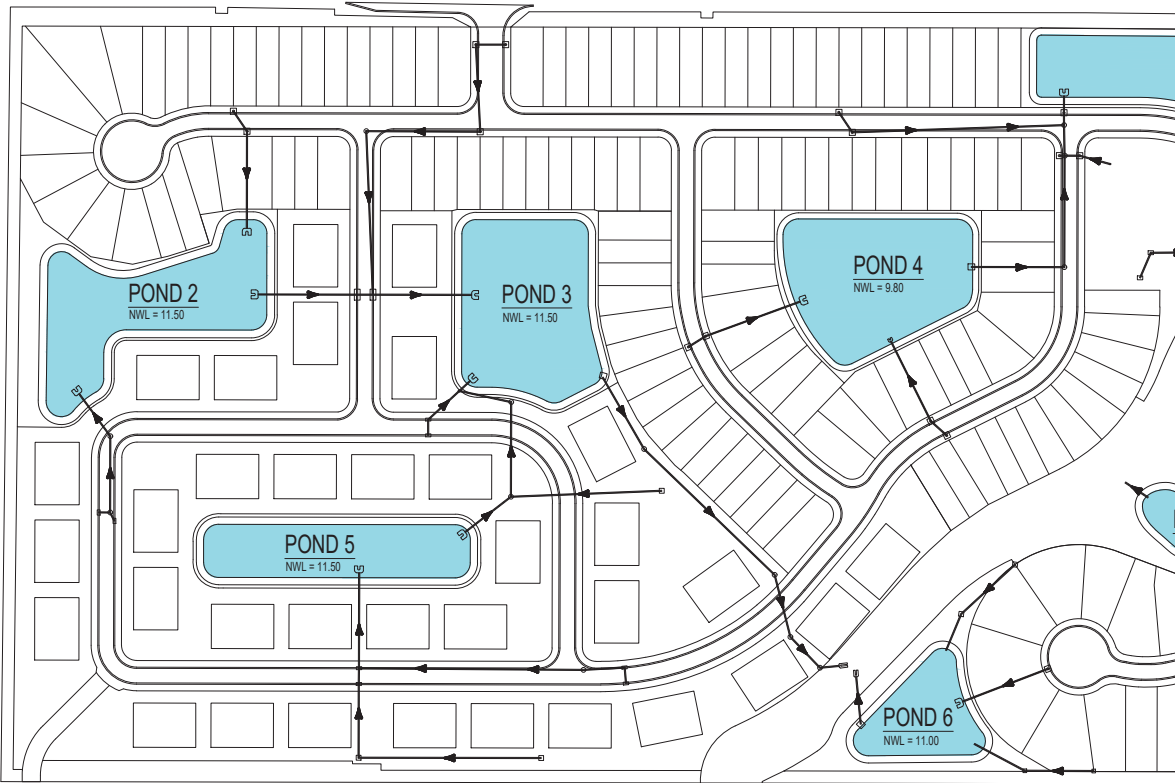 POND 2
NWL = 11.50
POND 3
NWL = 11.50
POND 4
NWL = 9.80
POND 5
NWL = 11.50
POND 6
NWL = 11.00